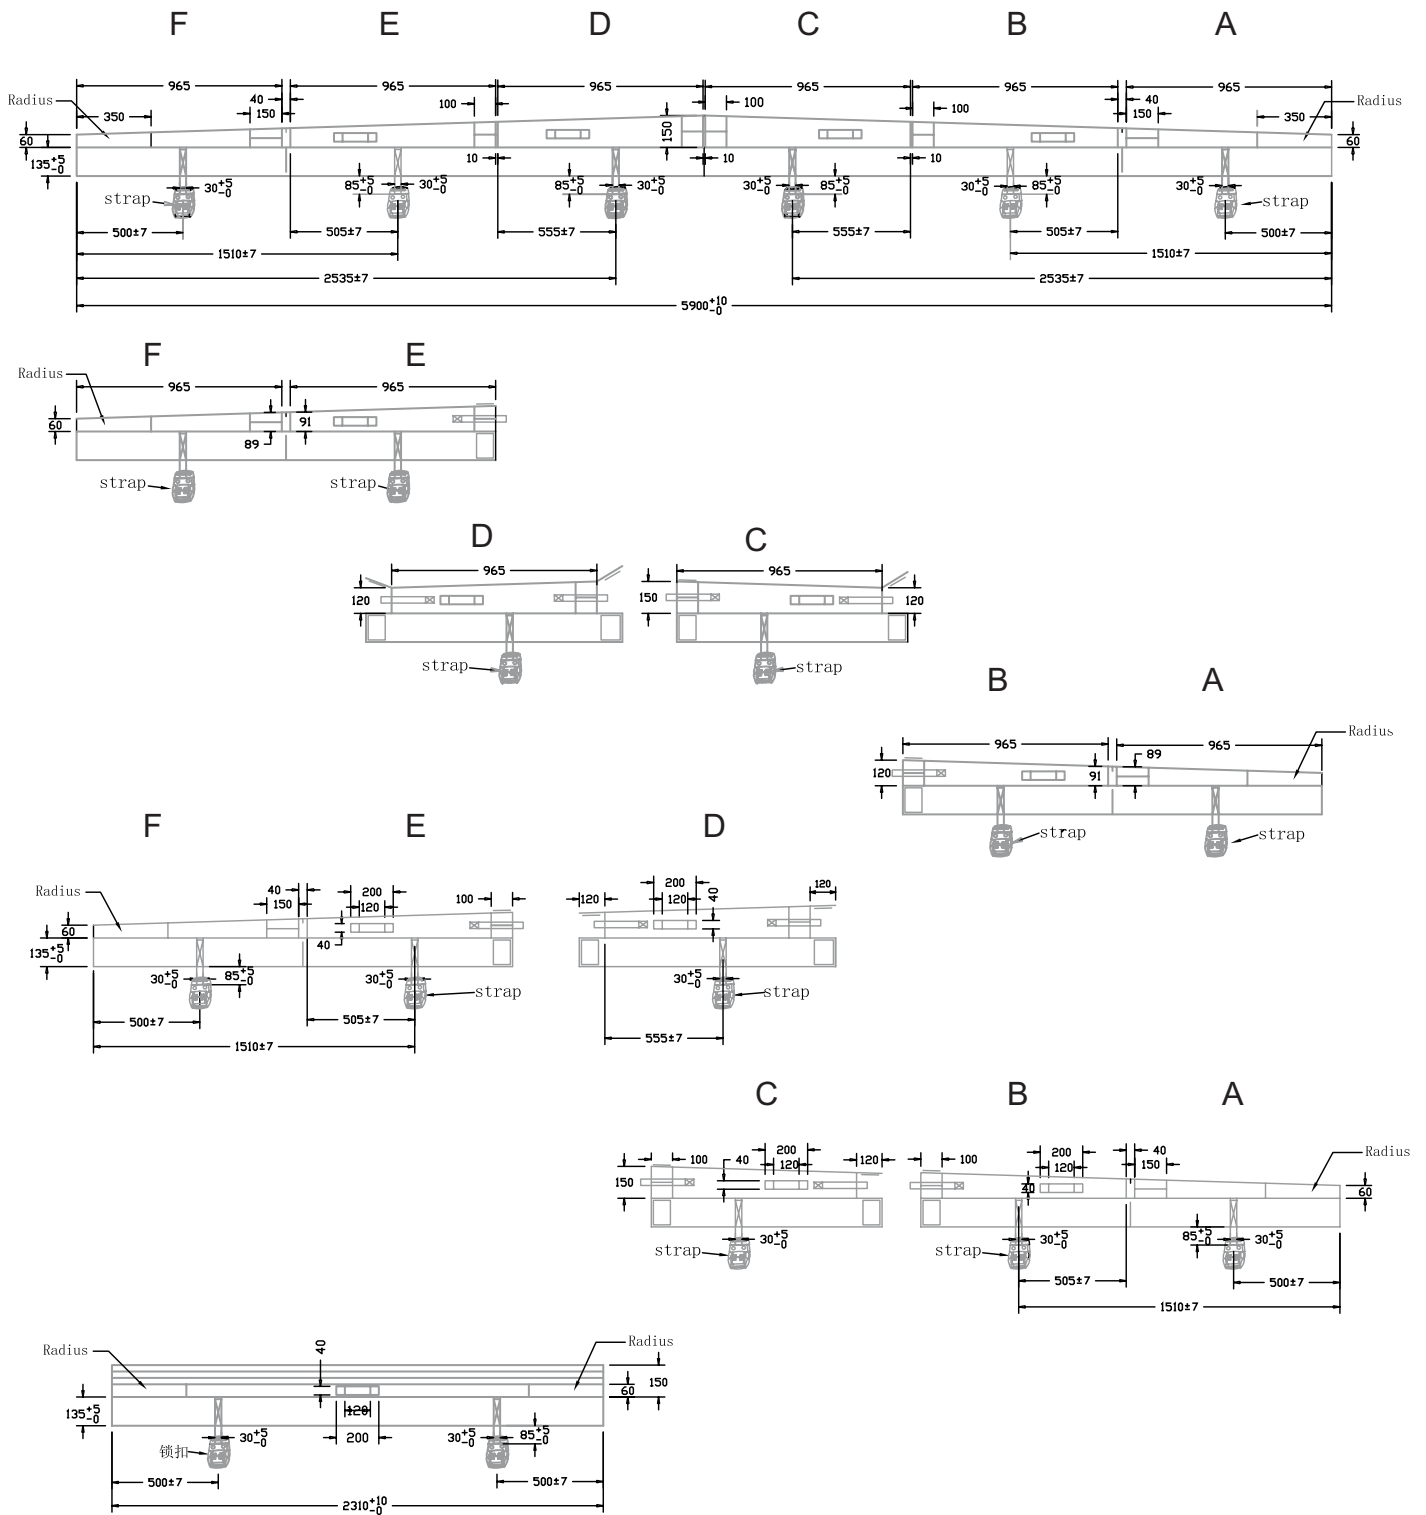 F E D C B A
965 965 965 965 965 965
Radius 350 40 150 100 150 100 100 40 150 350 Radius
60 60
135+5-0 10 10 10
85+5-0 85+5-0 85+5-0 85+5-0
30+5-0 30+5-0 30+5-0 30+5-0 30+5-0 30+5-0
strap strap
500±7 505±7 555±7 555±7 505±7 500±7
1510±7 1510±7
2535±7 2535±7
5900+10-0
F E
Radius 965 965
60 89 91
strap strap
D C
965 965
120 150 120
strap strap
B A
965 965 Radius
120 91 89
strap strap
F E D
Radius 40 150 200 120 100 120 200 120 40 120
60 40
135+5-0
30+5-0 85+5-0 30+5-0 strap 30+5-0 strap
500±7 505±7 555±7
1510±7
C B A
100 40 200 120 120 100 200 120 40 150 Radius
150 40 60
strap 30+5-0 strap 30+5-0 85+5-0 30+5-0
505±7 500±7
1510±7
Radius 40 Radius
150
60
135+5-0 120
锁扣 30+5-0 200 30+5-0 85+5-0
500±7 500±7
2310+10-0